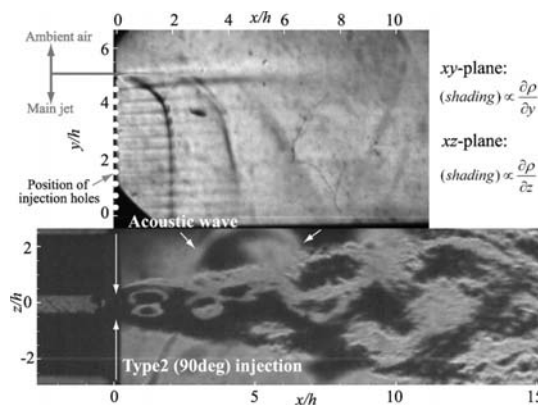 x/h
0 2 4 6 8 10
Ambient air
Main jet
6
4
2
0
y/h
Position of
injection holes
xy-plane:
(shading) ∝ ∂ρ/∂y
xz-plane:
(shading) ∝ ∂ρ/∂z
Acoustic wave
2
0
-2
z/h
Type2 (90deg) injection
0 5 10 15
x/h